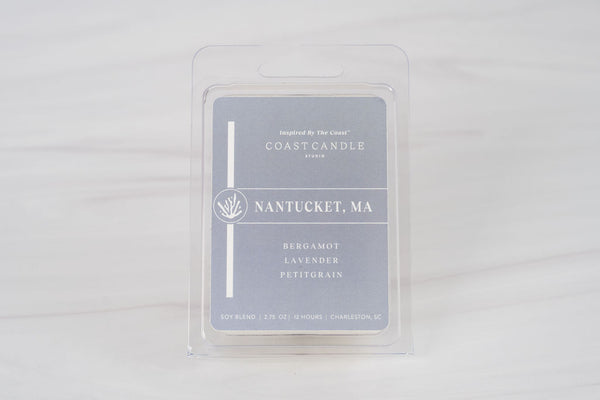 Inspired By The Coast™
COAST CANDLE
STUDIO
NANTUCKET, MA
BERGAMOT
LAVENDER
PETITGRAIN
SOY BLEND | 2.75 OZ | 12 HOURS | CHARLESTON, SC